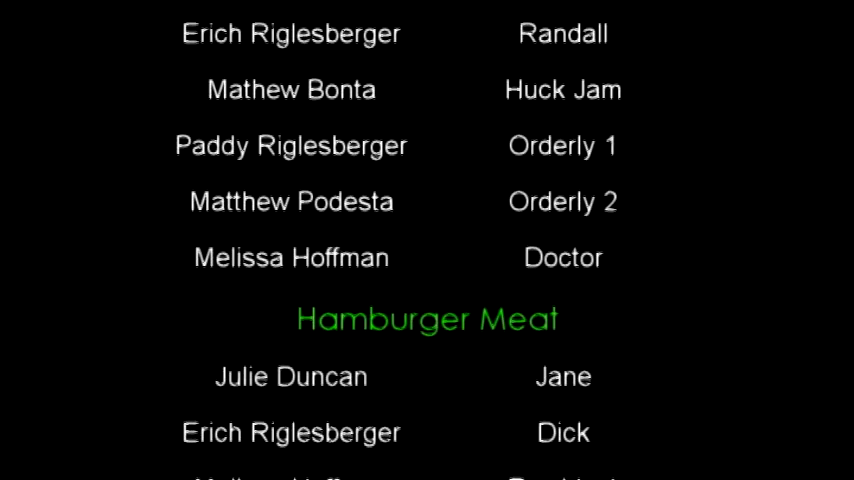 Erich Riglesberger Randall
Mathew Bonta Huck Jam
Paddy Riglesberger Orderly 1
Matthew Podesta Orderly 2
Melissa Hoffman Doctor
Hamburger Meat
Julie Duncan Jane
Erich Riglesberger Dick